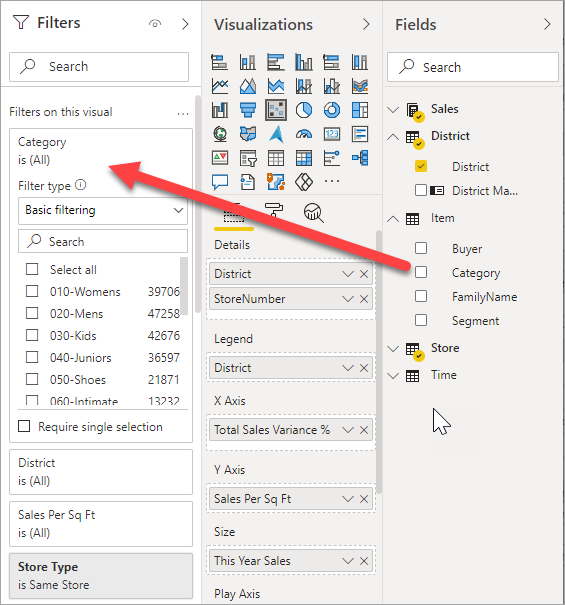 Filters
Search
Filters on this visual
...
Category
is (All)
Filter type
Basic filtering
Search
Select all
010-Womens 39706
020-Mens 47258
030-Kids 42676
040-Juniors 36597
050-Shoes 21871
060-Intimate 13232
Require single selection
District
is (All)
Sales Per Sq Ft
is (All)
Store Type
is Same Store
Visualizations
123
R
Py
...
Details
District
StoreNumber
Legend
District
X Axis
Total Sales Variance %
Y Axis
Sales Per Sq Ft
Size
This Year Sales
Play Axis
Fields
Search
Sales
District
District
District Ma...
Item
Buyer
Category
FamilyName
Segment
Store
Time